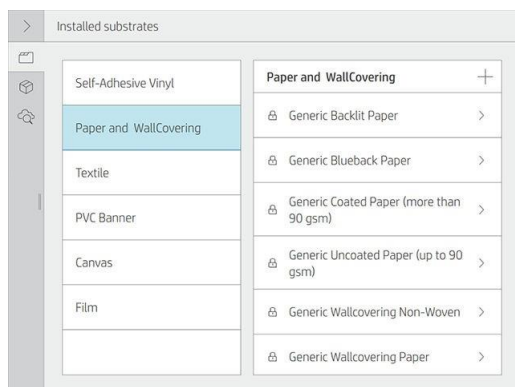 Installed substrates
Self-Adhesive Vinyl
Paper and WallCovering
Textile
PVC Banner
Canvas
Film
Paper and WallCovering
Generic Backlit Paper
Generic Blueback Paper
Generic Coated Paper (more than
90 gsm)
Generic Uncoated Paper (up to 90
gsm)
Generic Wallcovering Non-Woven
Generic Wallcovering Paper